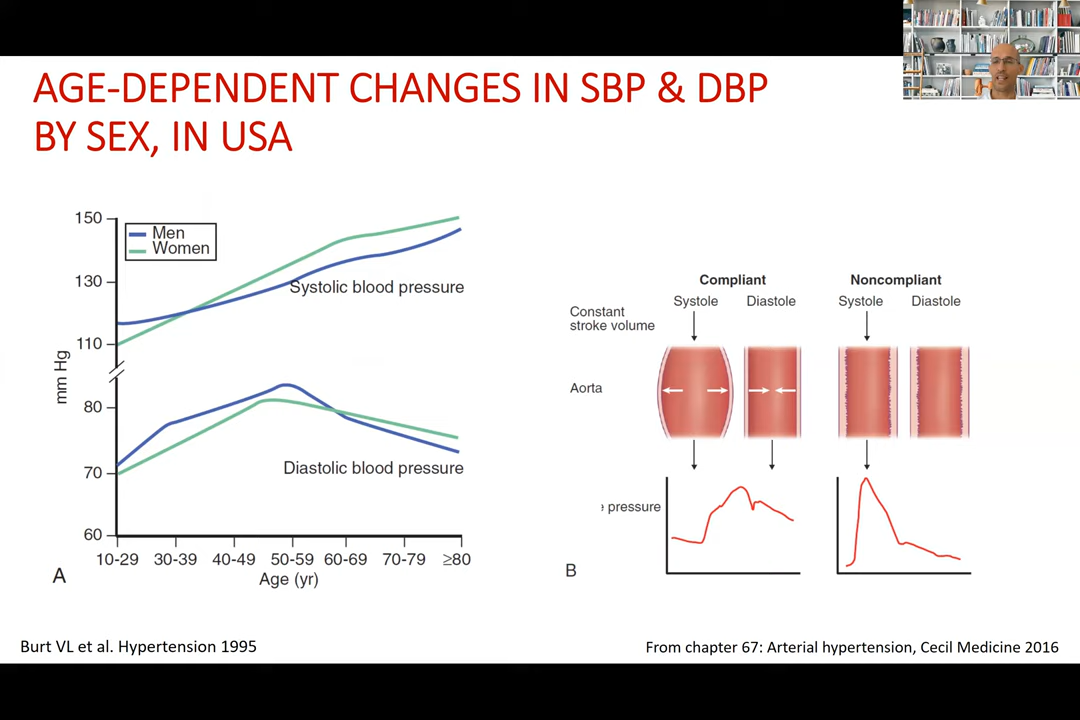 AGE-DEPENDENT CHANGES IN SBP & DBP
BY SEX, IN USA
150
130
110
80
70
60
mm Hg
Men
Women
Systolic blood pressure
Diastolic blood pressure
10-29 30-39 40-49 50-59 60-69 70-79 ≥80
Age (yr)
A
Compliant Noncompliant
Systole Diastole Systole Diastole
Constant
stroke volume
Aorta
pressure
B
Burt VL et al. Hypertension 1995
From chapter 67: Arterial hypertension, Cecil Medicine 2016